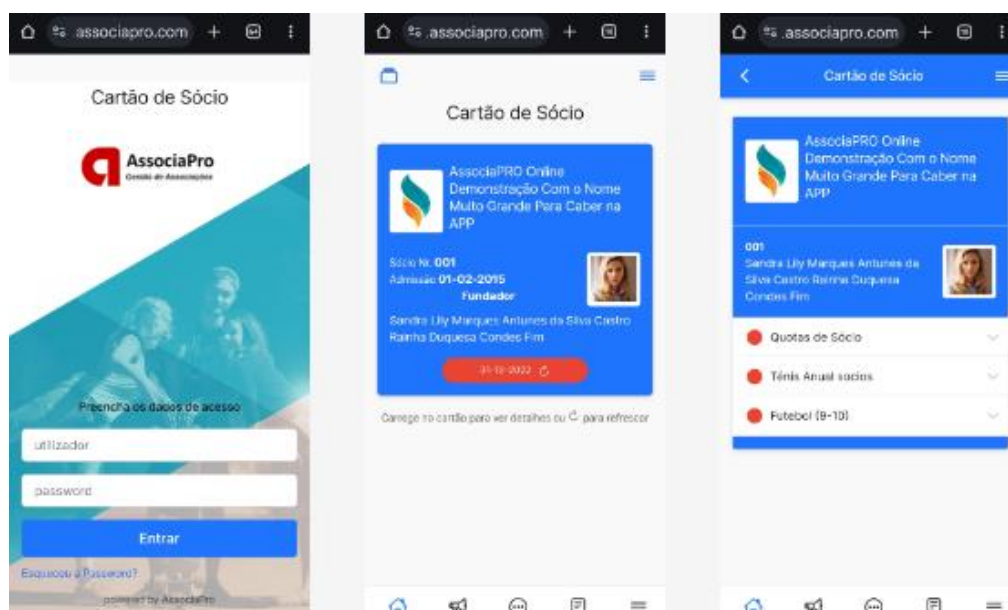 associapro.com
Cartão de Sócio
AssociaPro
Gestão de Associações
Preencha os dados de acesso
utilizador
password
Entrar
Esqueceu a Password?
powered by AssociaPro
.associapro.com
Cartão de Sócio
AssociaPRO Online
Demonstração Com o Nome
Muito Grande Para Caber na
APP
Sócio Nr. 001
Admissão 01-02-2015
Fundador
Sandra Lily Marques Antunes da Silva Castro
Rainha Duquesa Condes Fim
Carregue no cartão para ver detalhes ou para refrescar
.associapro.com
Cartão de Sócio
AssociaPRO Online
Demonstração Com o Nome
Muito Grande Para Caber na
APP
001
Sandra Lily Marques Antunes da
Silva Castro Rainha Duquesa
Condes Fim
Quotas de Sócio
Ténis Anual socios
Futebol (9-10)